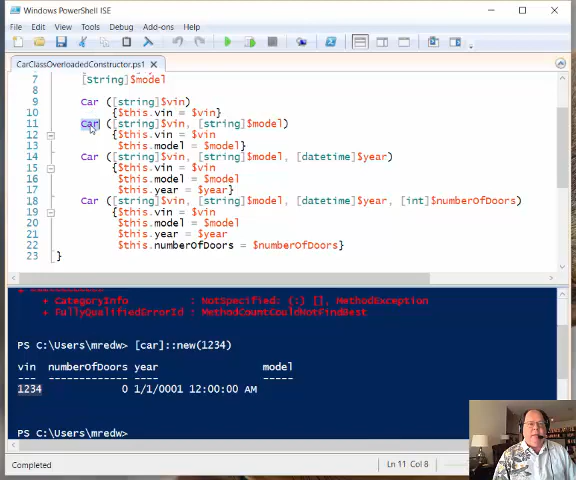 Windows PowerShell ISE
File Edit View Tools Debug Add-ons Help
CarClassOverloadedConstructor.ps1
7 [String]$model
8
9 Car ([string]$vin)
10 {$this.vin = $vin}
11 Car ([string]$vin, [string]$model)
12 {$this.vin = $vin
13 $this.model = $model}
14 Car ([string]$vin, [string]$model, [datetime]$year)
15 {$this.vin = $vin
16 $this.model = $model
17 $this.year = $year}
18 Car ([string]$vin, [string]$model, [datetime]$year, [int]$numberOfDoors)
19 {$this.vin = $vin
20 $this.model = $model
21 $this.year = $year
22 $this.numberOfDoors = $numberOfDoors}
23 }
+ CategoryInfo : NotSpecified: (:) [], MethodException
+ FullyQualifiedErrorId : MethodCountCouldNotFindBest
PS C:\Users\mredw> [car]::new(1234)
vin numberOfDoors year model
--- ------------- ---- -----
1234 0 1/1/0001 12:00:00 AM
PS C:\Users\mredw>
Completed
Ln 11 Col 8